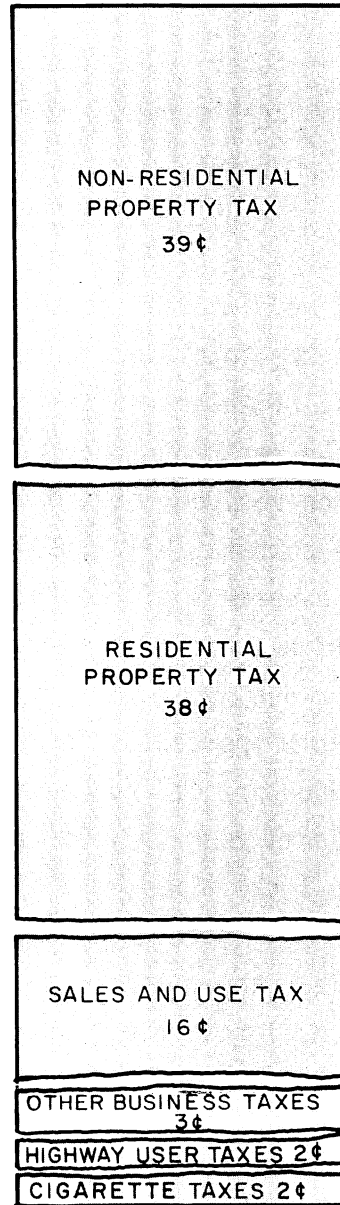 NON-RESIDENTIAL
PROPERTY TAX
39¢
RESIDENTIAL
PROPERTY TAX
38¢
SALES AND USE TAX
16¢
OTHER BUSINESS TAXES
3¢
HIGHWAY USER TAXES 2¢
CIGARETTE TAXES 2¢